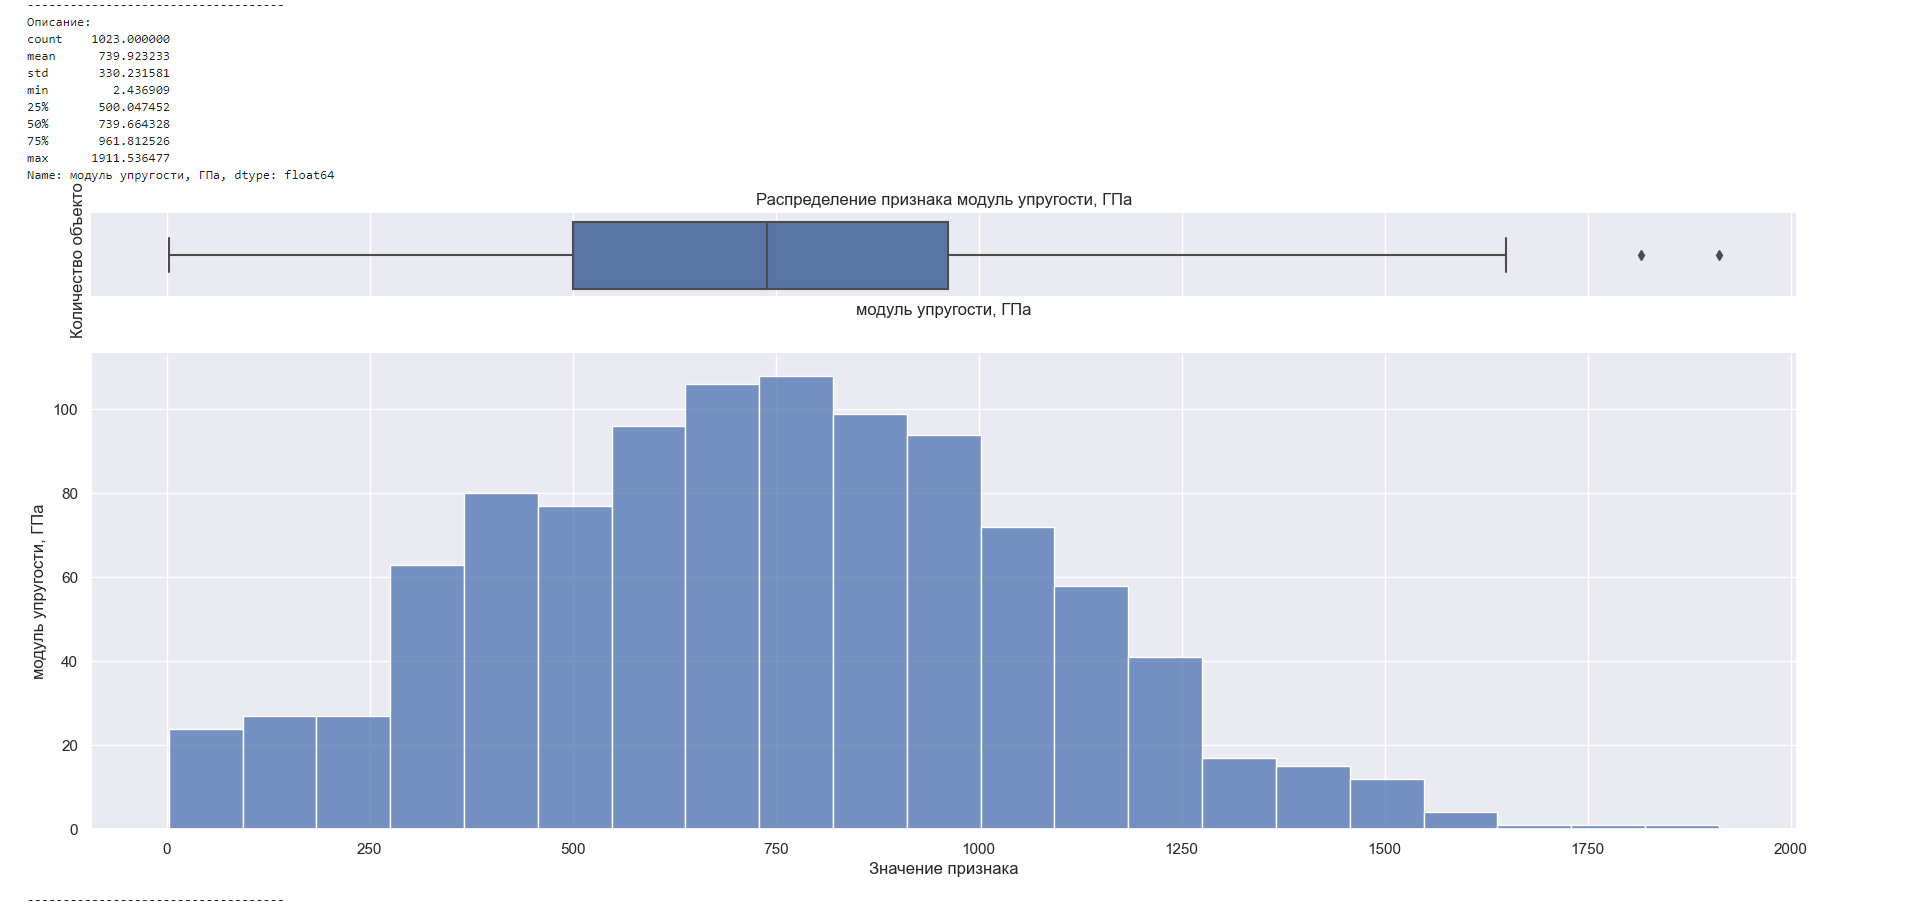 ------------------------------------
Описание:
count    1023.000000
mean      739.923233
std       330.231581
min         2.436909
25%       500.047452
50%       739.664328
75%       961.812526
max      1911.536477
Name: модуль упругости, ГПа, dtype: float64
Распределение признака модуль упругости, ГПа
Количество объекто
модуль упругости, ГПа
модуль упругости, ГПа
100
80
60
40
20
0
0 250 500 750 1000 1250 1500 1750 2000
Значение признака
------------------------------------